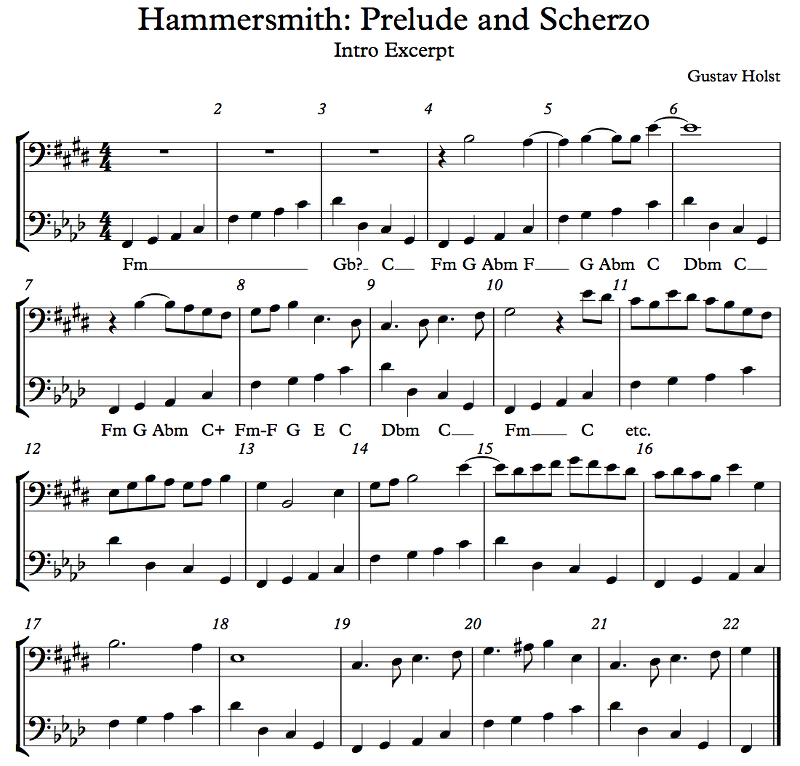 Hammersmith: Prelude and Scherzo
Intro Excerpt
Gustav Holst
2 3 4 5 6
4 4
4 4
Fm Gb? C Fm G Abm F G Abm C Dbm C
7 8 9 10 11
Fm G Abm C+ Fm-F G E C Dbm C Fm C etc.
12 13 14 15 16
17 18 19 20 21 22